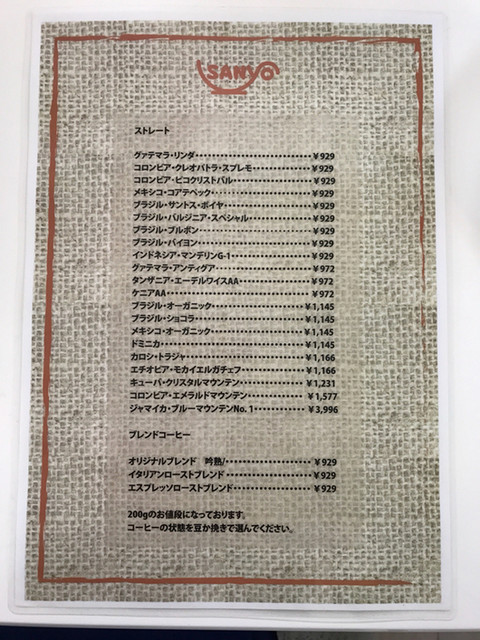 SANYO
ストレート
グァテマラ・リンダ・・・・・・・・・・・・・・・・・・・・・・・・・・・・￥929
コロンビア・クレオパトラ・スプレモ・・・・・・・・・・・・・・￥929
コロンビア・ピコクリストバル・・・・・・・・・・・・・・・・・・・￥929
メキシコ・コアテペック・・・・・・・・・・・・・・・・・・・・・・・・￥929
ブラジル・サントス・ボイヤ・・・・・・・・・・・・・・・・・・・・・￥929
ブラジル・バルジニア・スペシャル・・・・・・・・・・・・・・・￥929
ブラジル・ブルボン・・・・・・・・・・・・・・・・・・・・・・・・・・・￥929
ブラジル・バイヨン・・・・・・・・・・・・・・・・・・・・・・・・・・・￥929
インドネシア・マンデリンG-1・・・・・・・・・・・・・・・・・・・￥929
グァテマラ・アンティグア・・・・・・・・・・・・・・・・・・・・・・・￥972
タンザニア・エーデルワイスAA・・・・・・・・・・・・・・・・・・￥972
ケニアAA・・・・・・・・・・・・・・・・・・・・・・・・・・・・・・・・・・￥972
ブラジル・オーガニック・・・・・・・・・・・・・・・・・・・・・・・￥1,145
ブラジル・ショコラ・・・・・・・・・・・・・・・・・・・・・・・・・・・￥1,145
メキシコ・オーガニック・・・・・・・・・・・・・・・・・・・・・・・￥1,145
ドミニカ・・・・・・・・・・・・・・・・・・・・・・・・・・・・・・・・・・・￥1,145
カロシ・トラジャ・・・・・・・・・・・・・・・・・・・・・・・・・・・・・￥1,166
エチオピア・モカイエルガチェフ・・・・・・・・・・・・・・・・￥1,166
キューバ・クリスタルマウンテン・・・・・・・・・・・・・・・・￥1,231
コロンビア・エメラルドマウンテン・・・・・・・・・・・・・・￥1,577
ジャマイカ・ブルーマウンテンNo. 1・・・・・・・・・・・・￥3,996
ブレンドコーヒー
オリジナルブレンド 吟熟!・・・・・・・・・・・・・・・・・・・・￥929
イタリアンローストブレンド・・・・・・・・・・・・・・・・・・・・￥929
エスプレッソローストブレンド・・・・・・・・・・・・・・・・・・￥929
200gのお値段になっております。
コーヒーの状態を豆か挽きで選んでください。